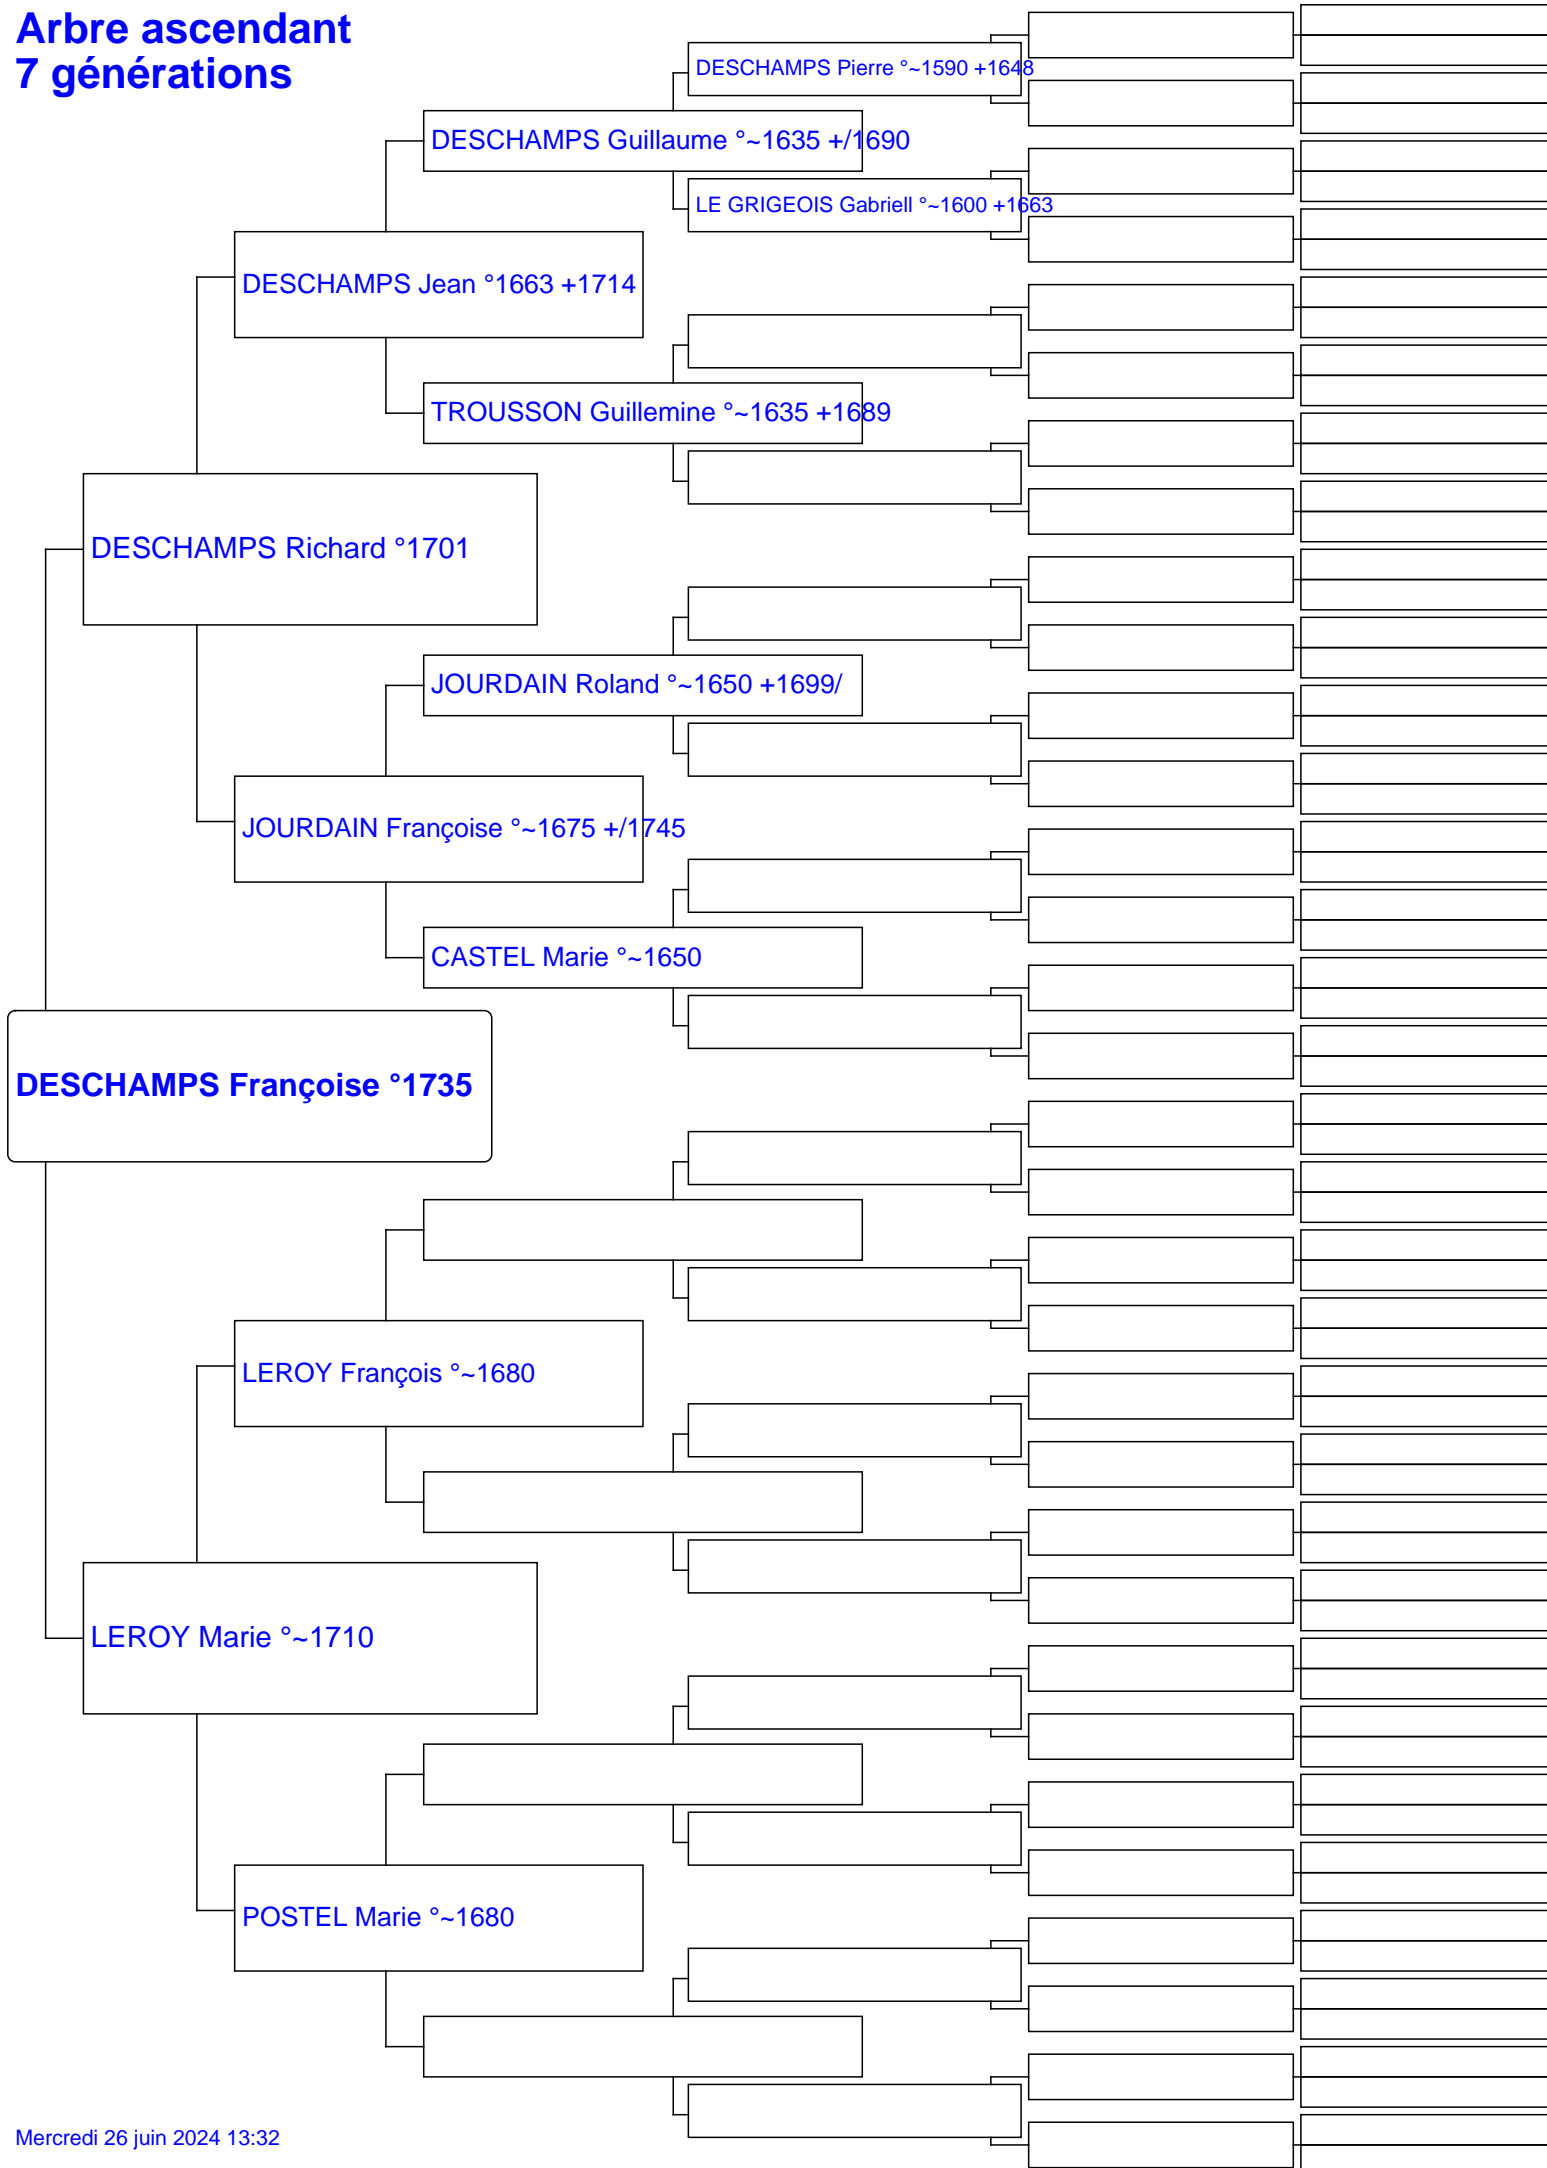 Arbre ascendant
7 générations
DESCHAMPS Pierre °~1590 +1648
DESCHAMPS Guillaume °~1635 +/1690
LE GRIGEOIS Gabriell °~1600 +1663
DESCHAMPS Jean °1663 +1714
TROUSSON Guillemine °~1635 +1689
DESCHAMPS Richard °1701
JOURDAIN Roland °~1650 +1699/
JOURDAIN Françoise °~1675 +/1745
CASTEL Marie °~1650
DESCHAMPS Françoise °1735
LEROY François °~1680
LEROY Marie °~1710
POSTEL Marie °~1680
Mercredi 26 juin 2024 13:32